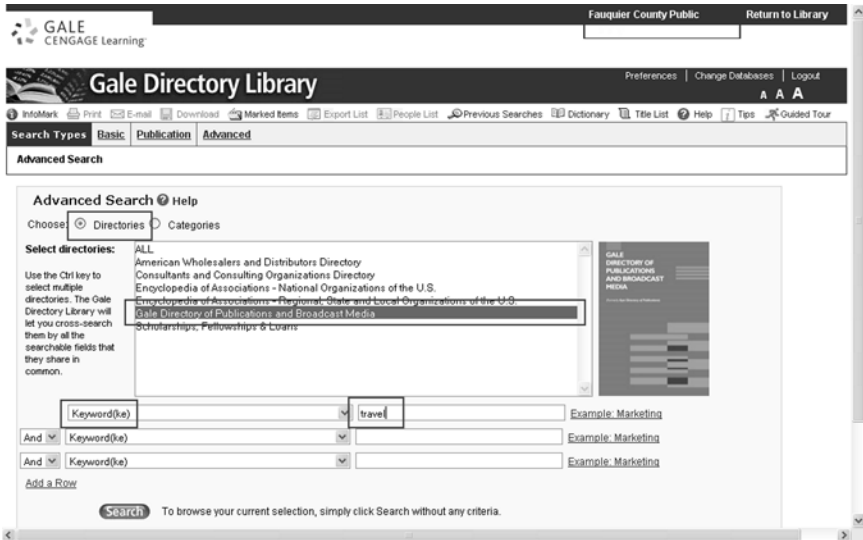 Fauquier County Public Return to Library
GALE
CENGAGE Learning
Gale Directory Library
Preferences | Change Databases | Logout
A A A
InfoMark Print E-mail Download Marked Items Export List People List Previous Searches Dictionary Title List Help Tips Guided Tour
Search Types Basic Publication Advanced
Advanced Search
Advanced Search Help
Choose: Directories Categories
Select directories:
Use the Ctrl key to
select multiple
directories. The Gale
Directory Library will
let you cross-search
them by all the
searchable fields that
they share in
common.
ALL
American Wholesalers and Distributors Directory
Consultants and Consulting Organizations Directory
Encyclopedia of Associations - National Organizations of the U.S.
Encyclopedia of Associations - Regional, State and Local Organizations of the U.S.
Gale Directory of Publications and Broadcast Media
Scholarships, Fellowships & Loans
GALE
DIRECTORY OF
PUBLICATIONS
AND BROADCAST
MEDIA
Keyword(ke) travel Example: Marketing
And Keyword(ke) Example: Marketing
And Keyword(ke) Example: Marketing
Add a Row
Search To browse your current selection, simply click Search without any criteria.